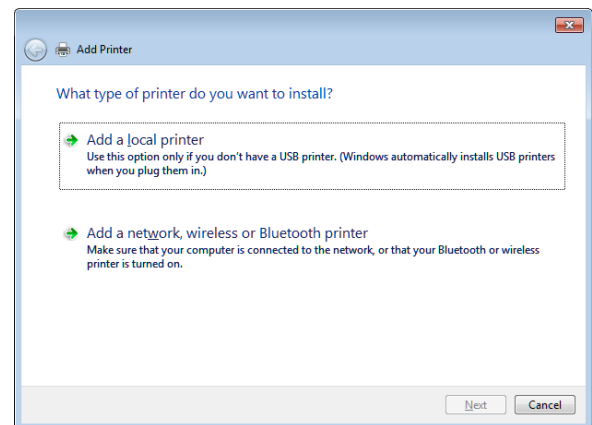 Add Printer
What type of printer do you want to install?
Add a local printer
Use this option only if you don't have a USB printer. (Windows automatically installs USB printers
when you plug them in.)
Add a network, wireless or Bluetooth printer
Make sure that your computer is connected to the network, or that your Bluetooth or wireless
printer is turned on.
Next Cancel